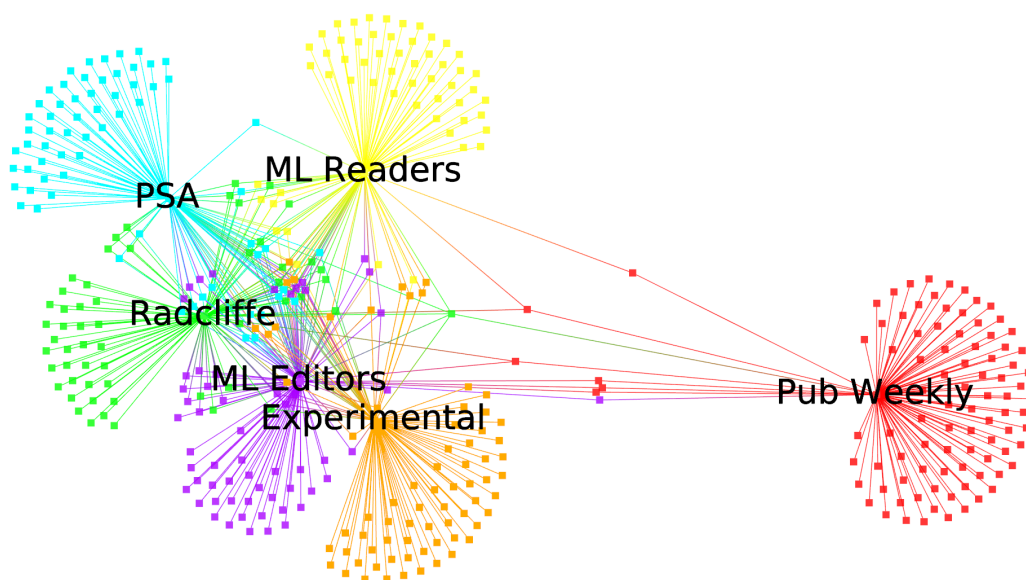 ML Readers
PSA
Radcliffe
ML Editors
Pub Weekly
Experimental